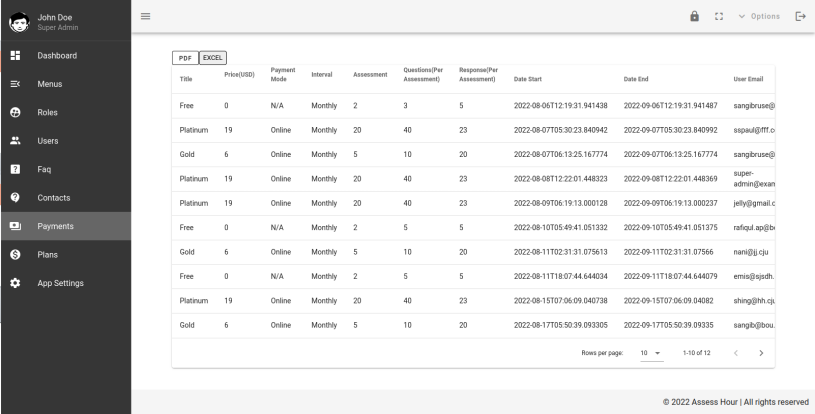 John Doe
Super Admin
Options
Dashboard
Menus
Roles
Users
Faq
Contacts
Payments
Plans
App Settings
PDF EXCEL
Title Price(USD) Payment Mode Interval Assessment Questions(Per Assessment) Response(Per Assessment) Date Start Date End User Email
Free 0 N/A Monthly 2 3 5 2022-08-06T12:19:31.941438 2022-09-06T12:19:31.941487 sangibruse@
Platinum 19 Online Monthly 20 40 23 2022-08-07T05:30:23.840942 2022-09-07T05:30:23.840992 sspaul@fff.c
Gold 6 Online Monthly 5 10 20 2022-08-07T06:13:25.167774 2022-09-07T06:13:25.167774 sangibruse@
Platinum 19 Online Monthly 20 40 23 2022-08-08T12:22:01.448323 2022-09-08T12:22:01.448369 super-admin@exam
Platinum 19 Online Monthly 20 40 23 2022-08-09T06:19:13.000128 2022-09-09T06:19:13.000237 jelly@gmail.c
Free 0 N/A Monthly 2 5 5 2022-08-10T05:49:41.051332 2022-09-10T05:49:41.051375 rafiqul.ap@b
Gold 6 Online Monthly 5 10 20 2022-08-11T02:31:31.075613 2022-09-11T02:31:31.07566 nani@jj.cju
Free 0 N/A Monthly 2 5 5 2022-08-11T18:07:44.644034 2022-09-11T18:07:44.644079 emis@sjsdh.
Platinum 19 Online Monthly 20 40 23 2022-08-15T07:06:09.040738 2022-09-15T07:06:09.04082 shing@hh.cju
Gold 6 Online Monthly 5 10 20 2022-08-17T05:50:39.093305 2022-09-17T05:50:39.09335 sangib@bou.
Rows per page: 10 1-10 of 12
© 2022 Assess Hour | All rights reserved